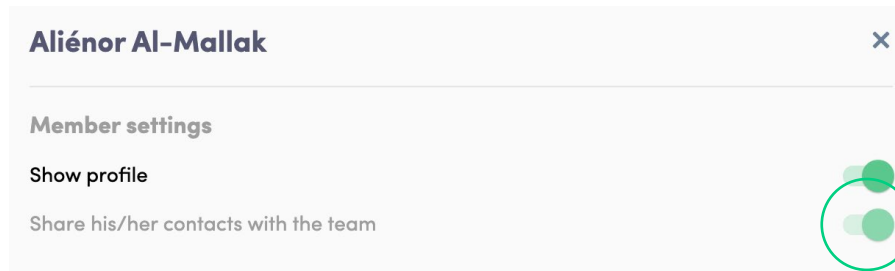 Aliénor Al-Mallak
Member settings
Show profile
Share his/her contacts with the team